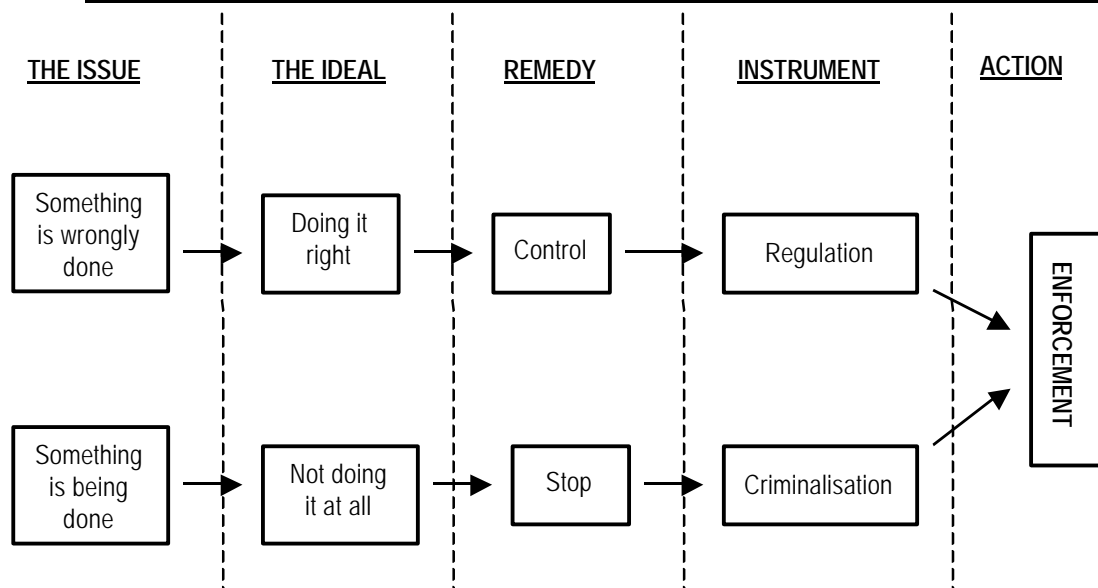 THE ISSUE
THE IDEAL
REMEDY
INSTRUMENT
ACTION
Something
is wrongly
done
Doing it
right
Control
Regulation
ENFORCEMENT
Something
is being
done
Not doing
it at all
Stop
Criminalisation